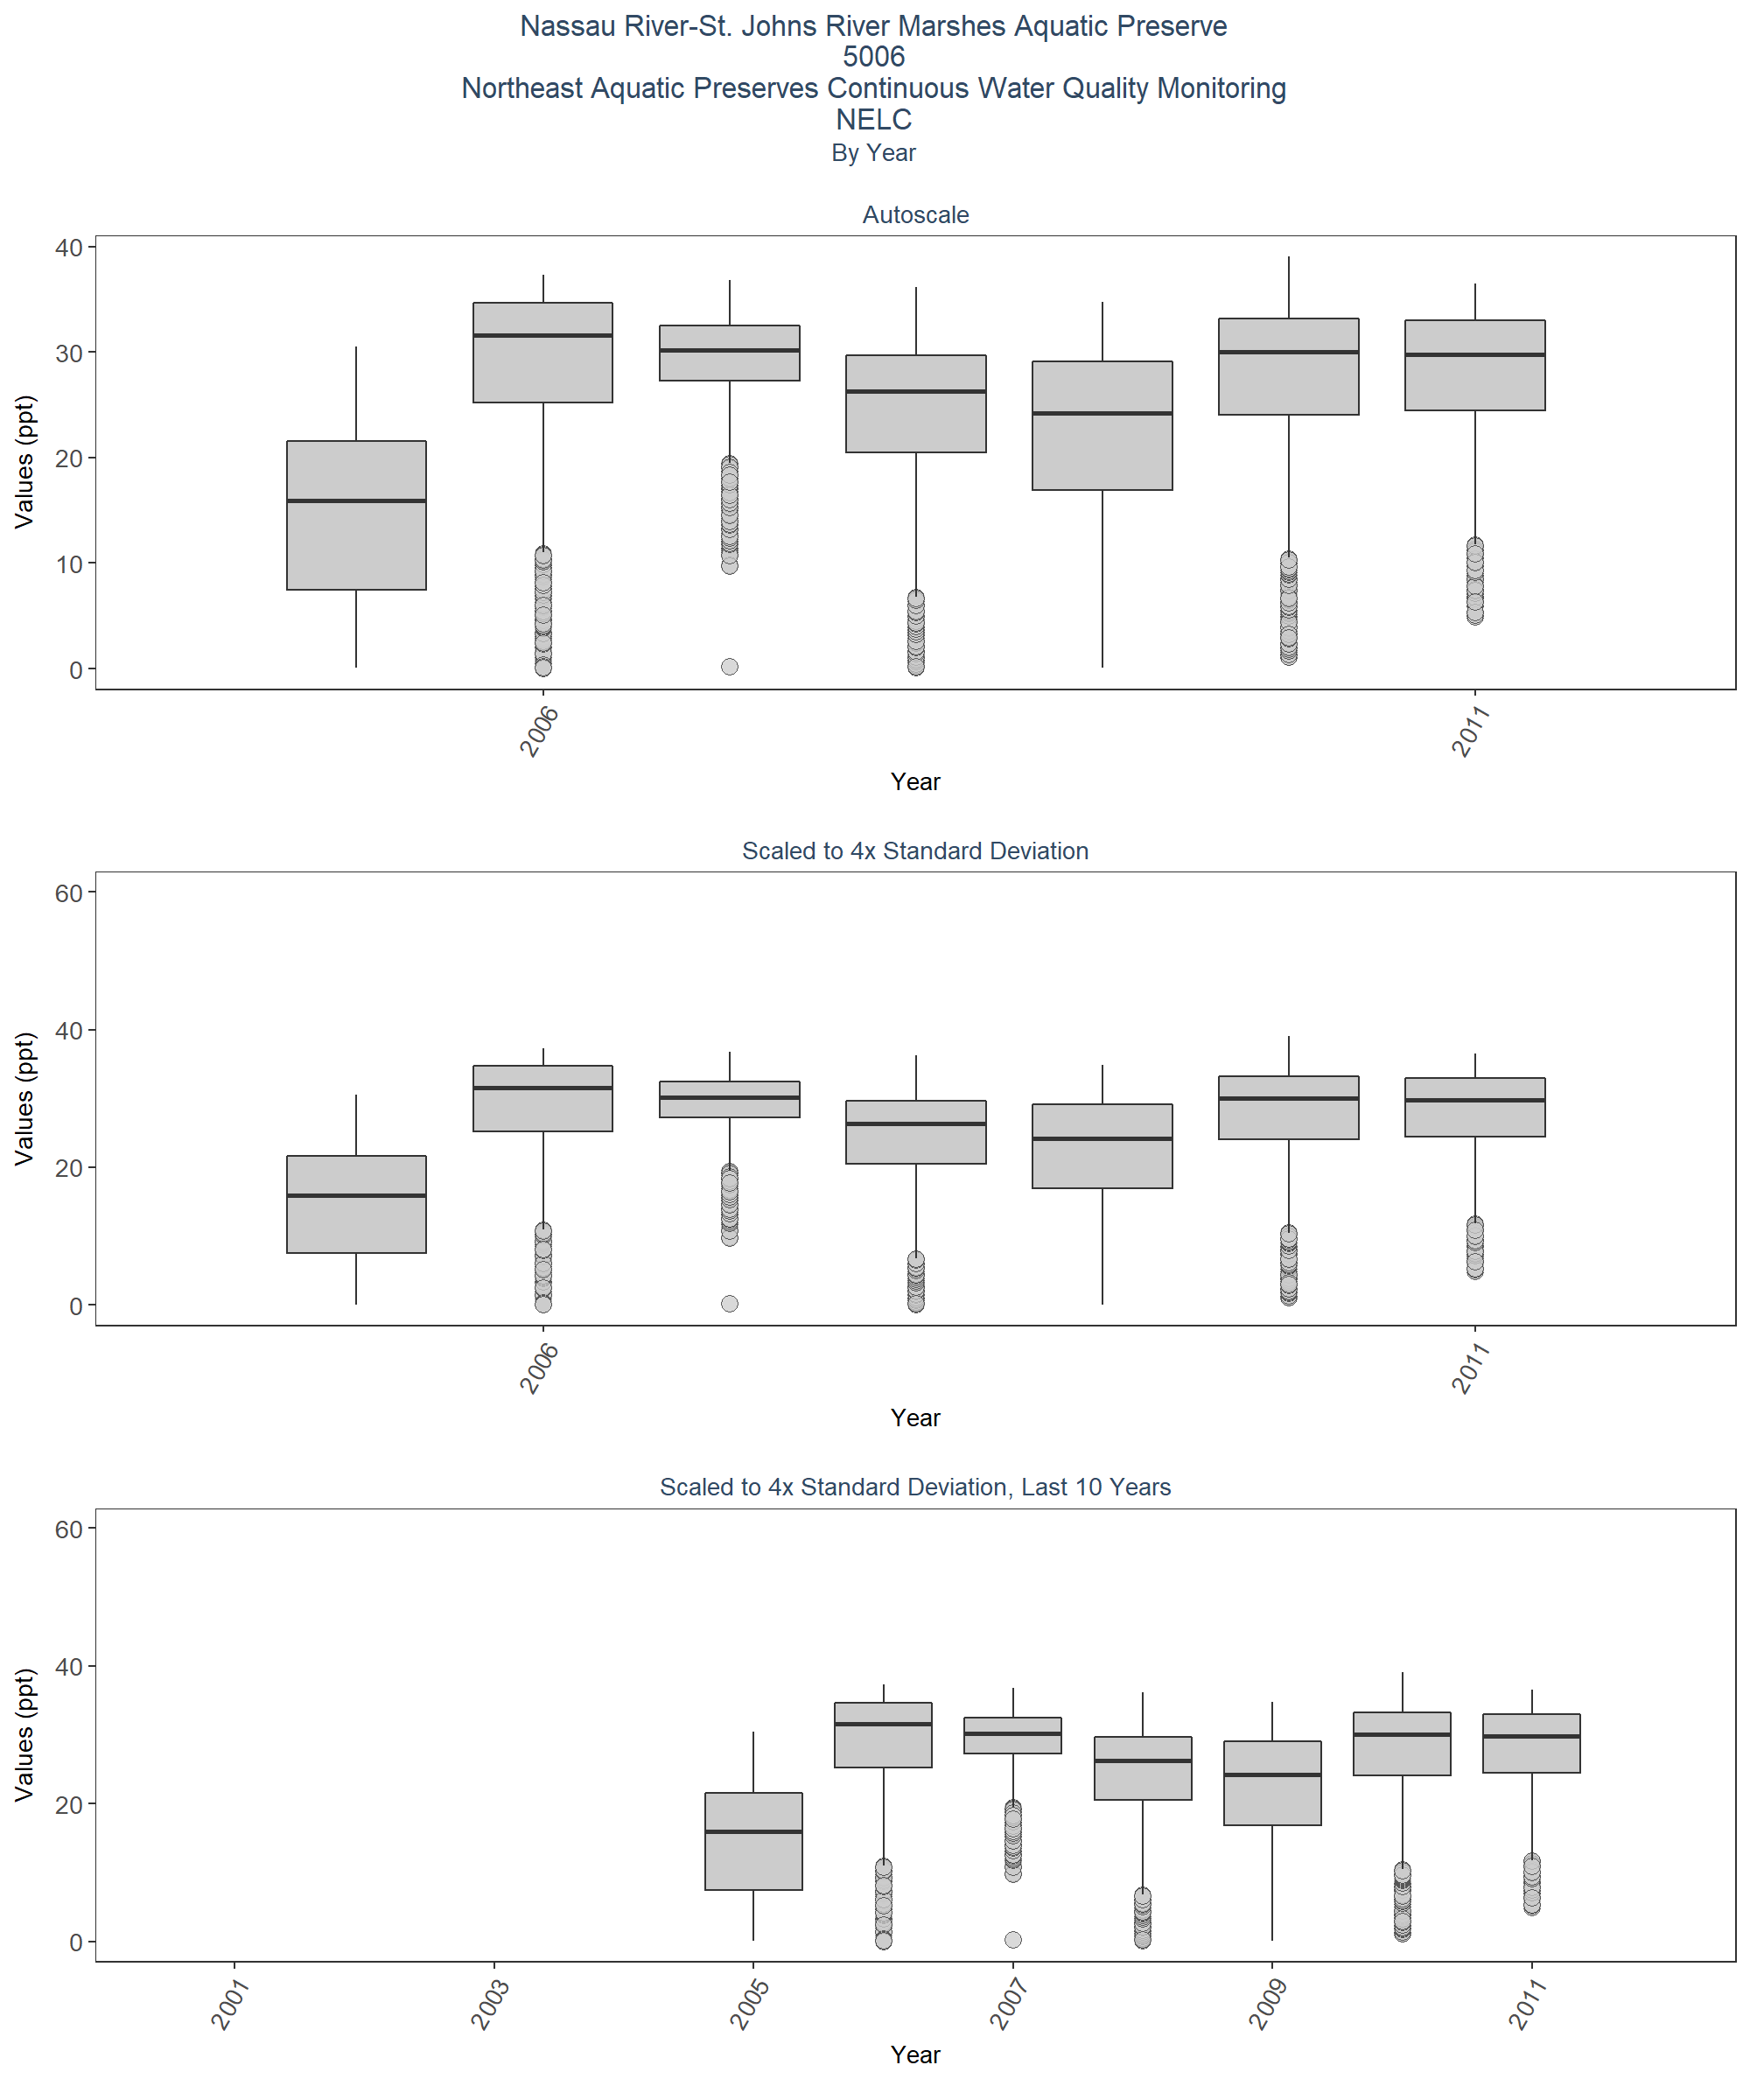 Nassau River-St. Johns River Marshes Aquatic Preserve
5006
Northeast Aquatic Preserves Continuous Water Quality Monitoring
NELC
By Year
Autoscale
40
30
20
10
0
Values (ppt)
2006
2011
Year
Scaled to 4x Standard Deviation
60
40
20
0
Values (ppt)
2006
2011
Year
Scaled to 4x Standard Deviation, Last 10 Years
60
40
20
0
Values (ppt)
2001
2003
2005
2007
2009
2011
Year